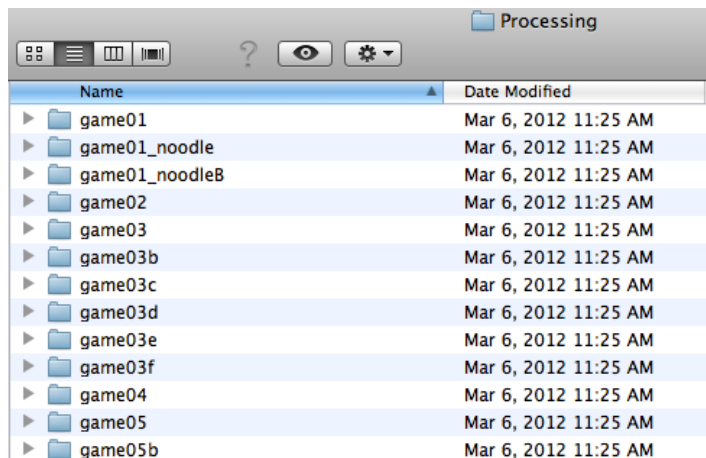 Processing
?
Name Date Modified
game01 Mar 6, 2012 11:25 AM
game01_noodle Mar 6, 2012 11:25 AM
game01_noodleB Mar 6, 2012 11:25 AM
game02 Mar 6, 2012 11:25 AM
game03 Mar 6, 2012 11:25 AM
game03b Mar 6, 2012 11:25 AM
game03c Mar 6, 2012 11:25 AM
game03d Mar 6, 2012 11:25 AM
game03e Mar 6, 2012 11:25 AM
game03f Mar 6, 2012 11:25 AM
game04 Mar 6, 2012 11:25 AM
game05 Mar 6, 2012 11:25 AM
game05b Mar 6, 2012 11:25 AM